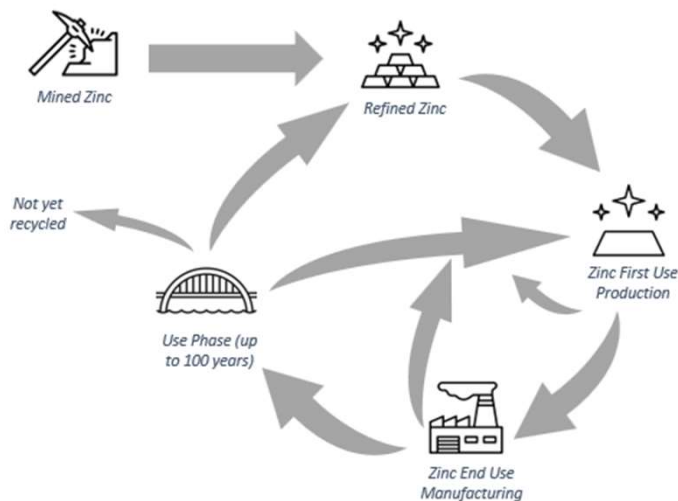 Mined Zinc
Refined Zinc
Not yet
recycled
Zinc First Use
Production
Use Phase (up
to 100 years)
Zinc End Use
Manufacturing